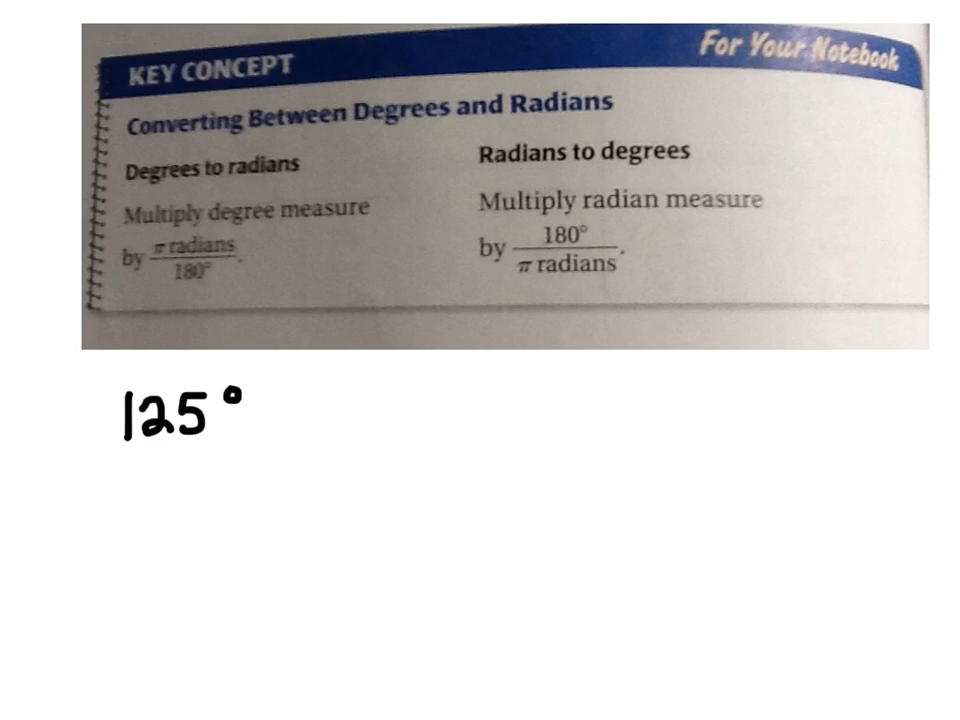 KEY CONCEPT
For Your Notebook
Converting Between Degrees and Radians
Degrees to radians
Multiply degree measure
by π radians / 180°.
Radians to degrees
Multiply radian measure
by 180° / π radians.
125°